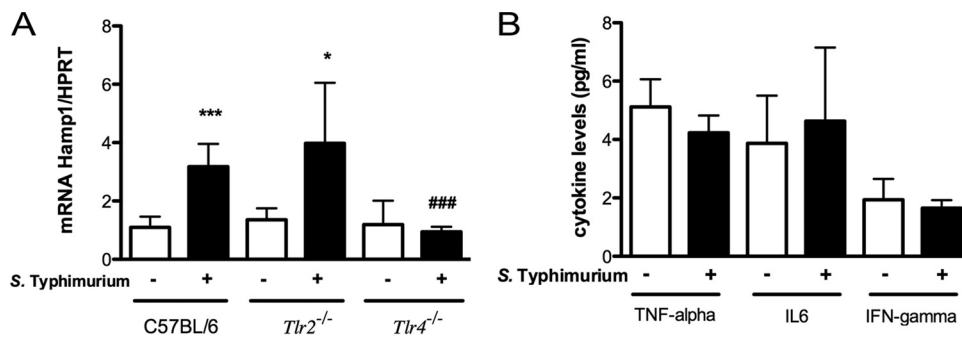 A
mRNA Hamp1/HPRT
8
6
4
2
0
***
*
###
S. Typhimurium - + - + - +
C57BL/6 Tlr2-/- Tlr4-/-
B
cytokine levels (pg/ml)
8
6
4
2
0
S. Typhimurium - + - + - +
TNF-alpha IL6 IFN-gamma